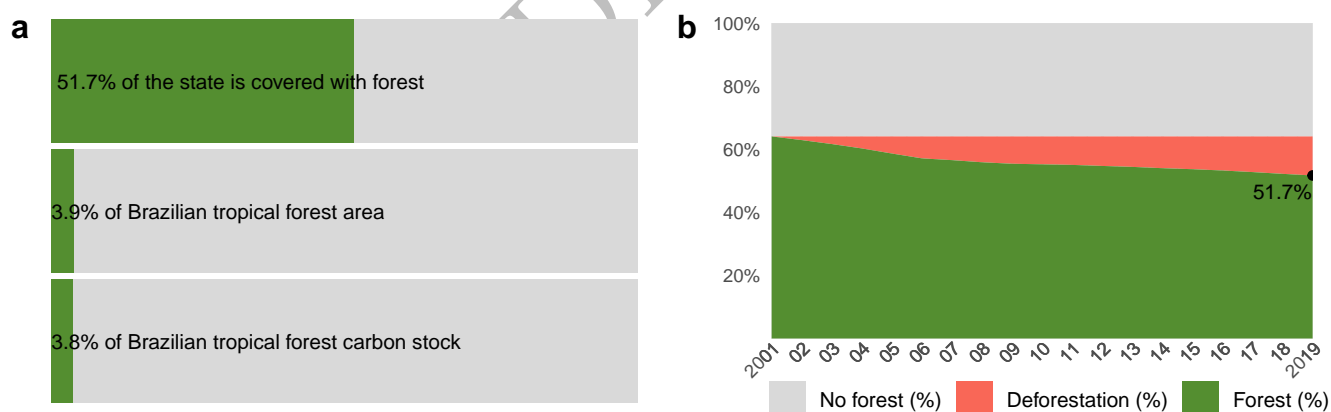 a
51.7% of the state is covered with forest
3.9% of Brazilian tropical forest area
3.8% of Brazilian tropical forest carbon stock
b
100%
80%
60%
40%
20%
51.7%
2001 02 03 04 05 06 07 08 09 10 11 12 13 14 15 16 17 18 2019
No forest (%) Deforestation (%) Forest (%)